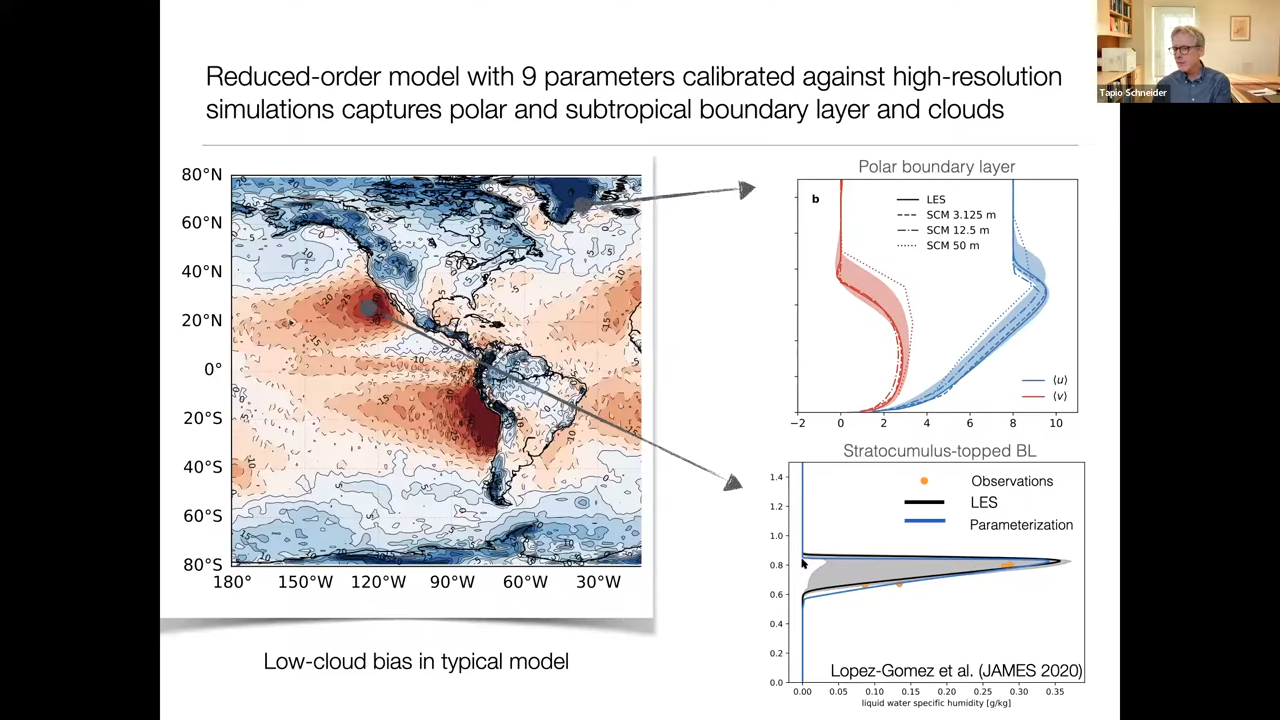 Reduced-order model with 9 parameters calibrated against high-resolution
simulations captures polar and subtropical boundary layer and clouds
Tapio Schneider
80°N
60°N
40°N
20°N
0°
20°S
40°S
60°S
80°S
180°
150°W
120°W
90°W
60°W
30°W
Low-cloud bias in typical model
Polar boundary layer
b
LES
SCM 3.125 m
SCM 12.5 m
SCM 50 m
⟨u⟩
⟨v⟩
−2 0 2 4 6 8 10
Stratocumulus-topped BL
Observations
LES
Parameterization
1.4
1.2
1.0
0.8
0.6
0.4
0.2
0.0
Lopez-Gomez et al. (JAMES 2020)
0.00 0.05 0.10 0.15 0.20 0.25 0.30 0.35
liquid water specific humidity [g/kg]